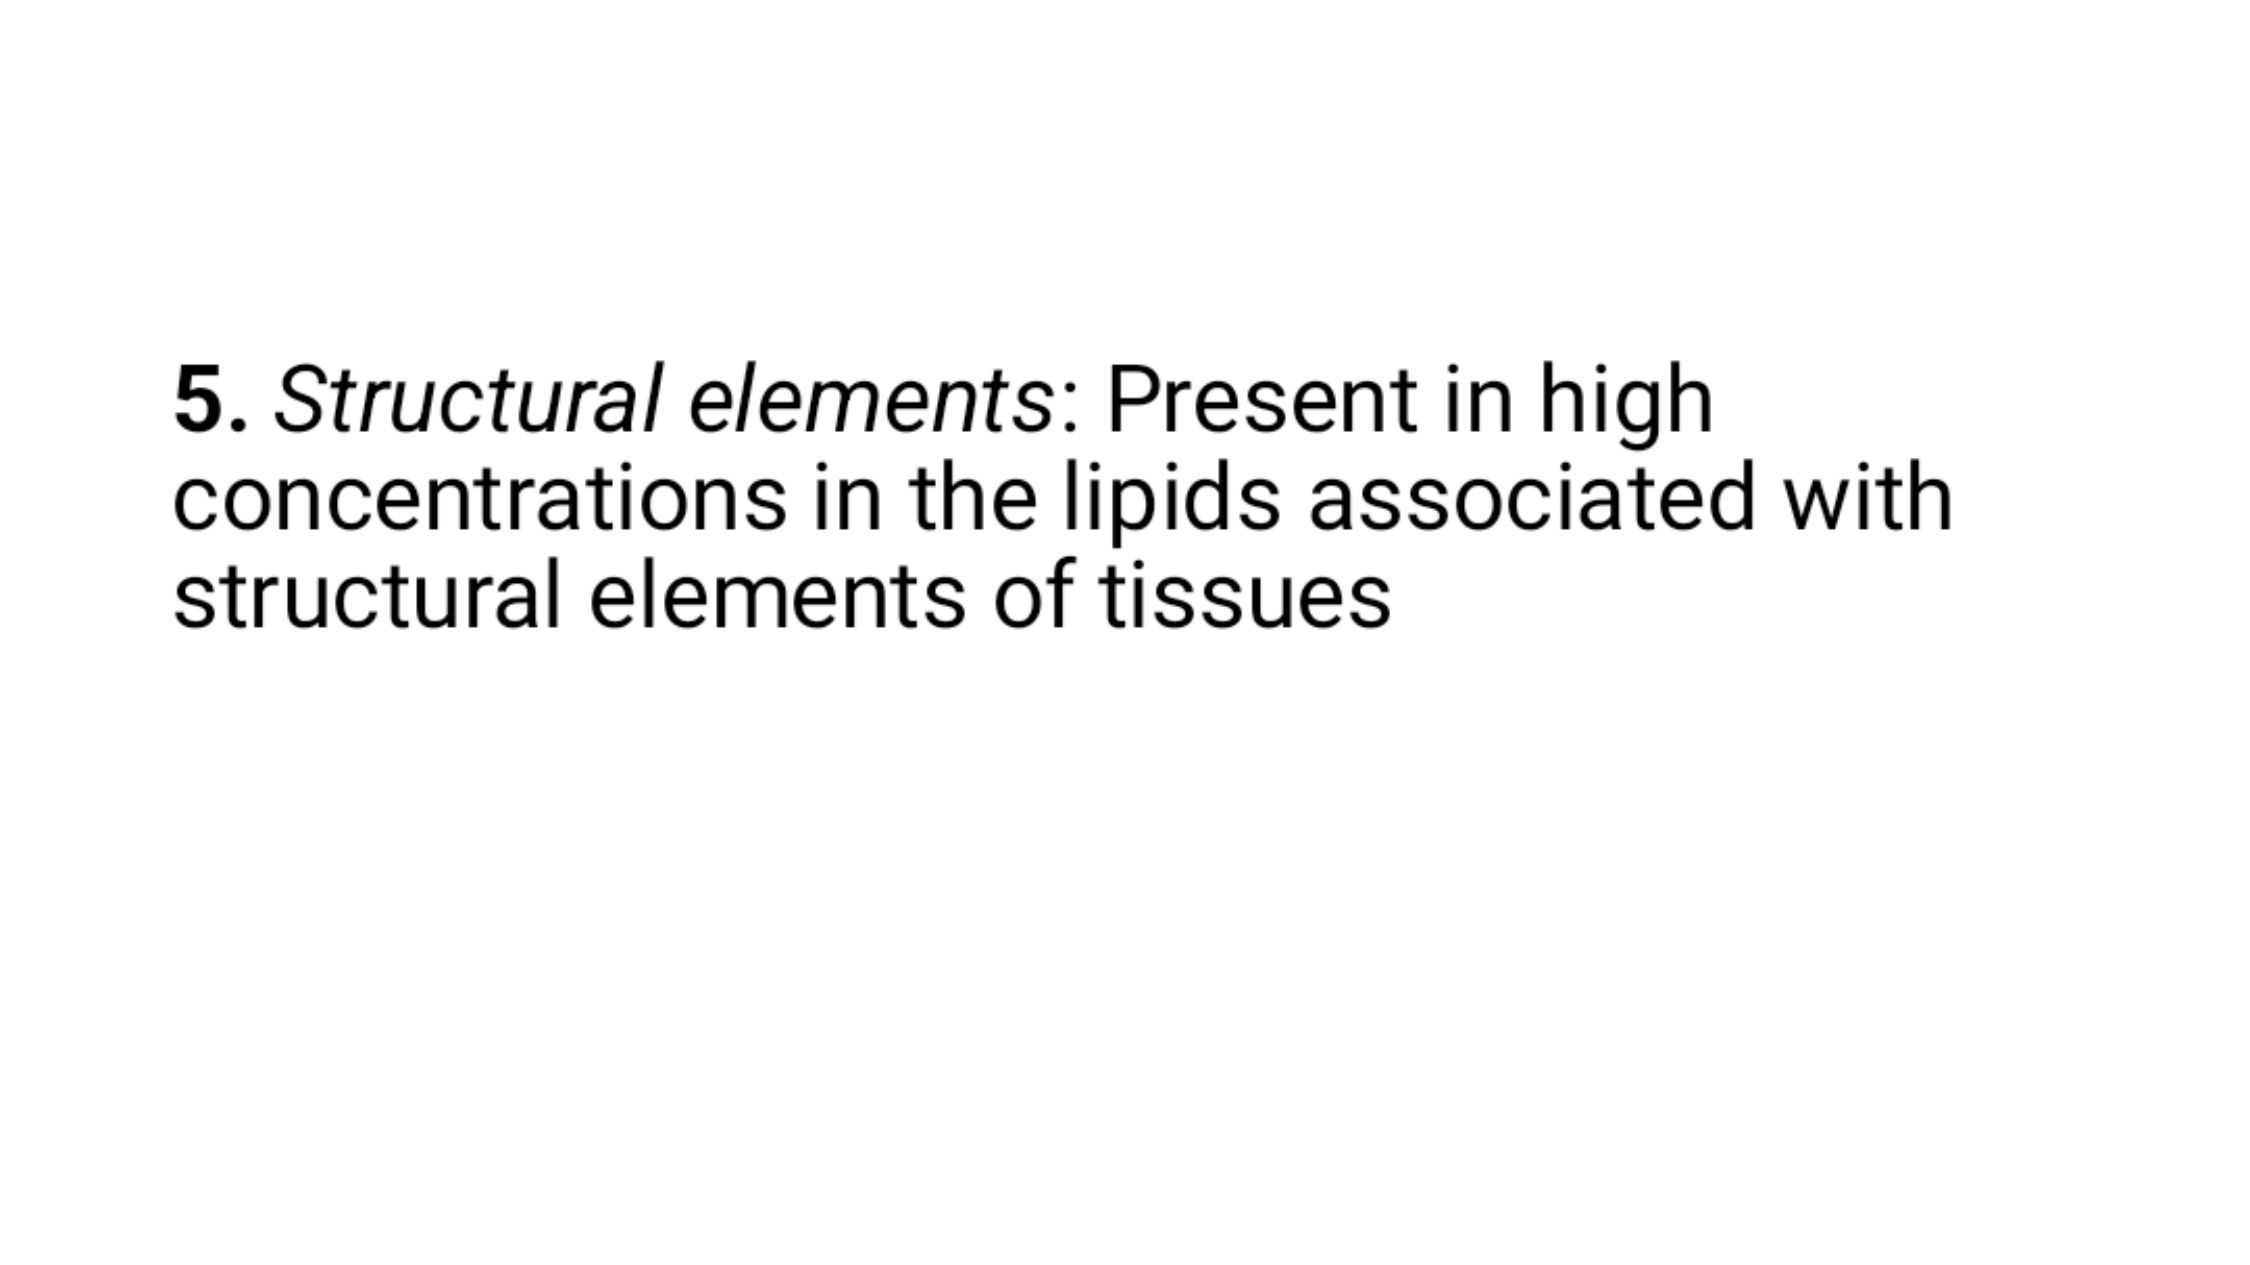 5. Structural elements: Present in high
concentrations in the lipids associated with
structural elements of tissues